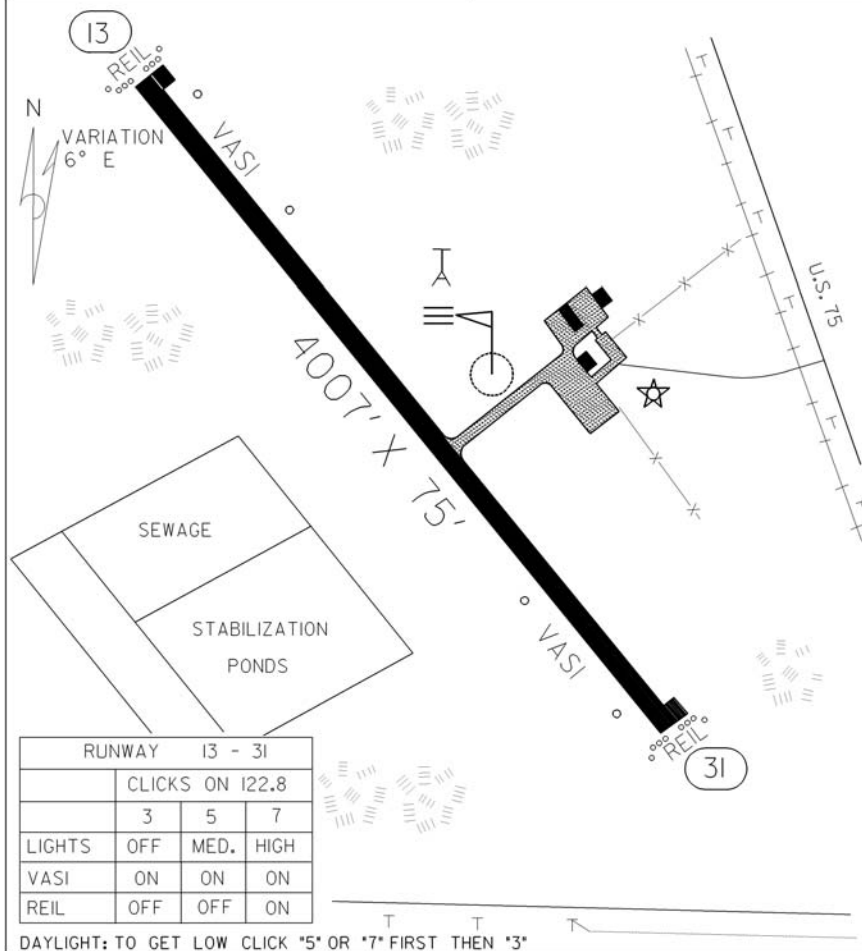 13
REIL
N
VARIATION
6° E
VASI
U.S. 75
4007' X 75'
SEWAGE
STABILIZATION
PONDS
VASI
REIL
31
RUNWAY 13 - 31
CLICKS ON 122.8
3 5 7
LIGHTS OFF MED. HIGH
VASI ON ON ON
REIL OFF OFF ON
DAYLIGHT: TO GET LOW CLICK "5" OR "7" FIRST THEN "3"